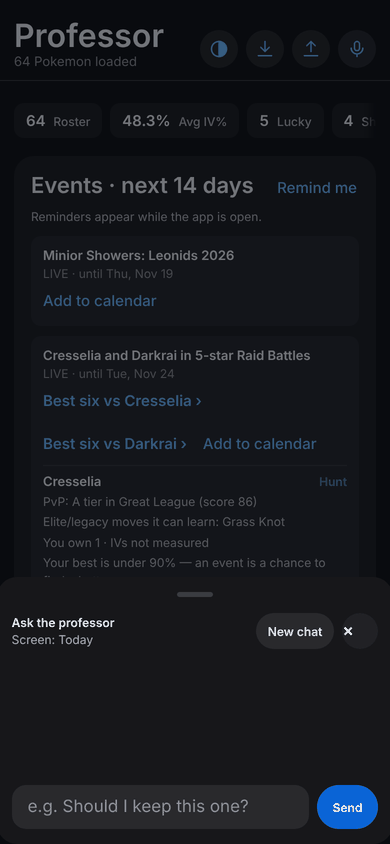 Professor
64 Pokemon loaded
64 Roster
48.3% Avg IV%
5 Lucky
4 Sh
Events · next 14 days
Remind me
Reminders appear while the app is open.
Minior Showers: Leonids 2026
LIVE · until Thu, Nov 19
Add to calendar
Cresselia and Darkrai in 5-star Raid Battles
LIVE · until Tue, Nov 24
Best six vs Cresselia ›
Best six vs Darkrai › Add to calendar
Cresselia Hunt
PvP: A tier in Great League (score 86)
Elite/legacy moves it can learn: Grass Knot
You own 1 · IVs not measured
Your best is under 90% — an event is a chance to
Ask the professor
Screen: Today
New chat
×
e.g. Should I keep this one?
Send